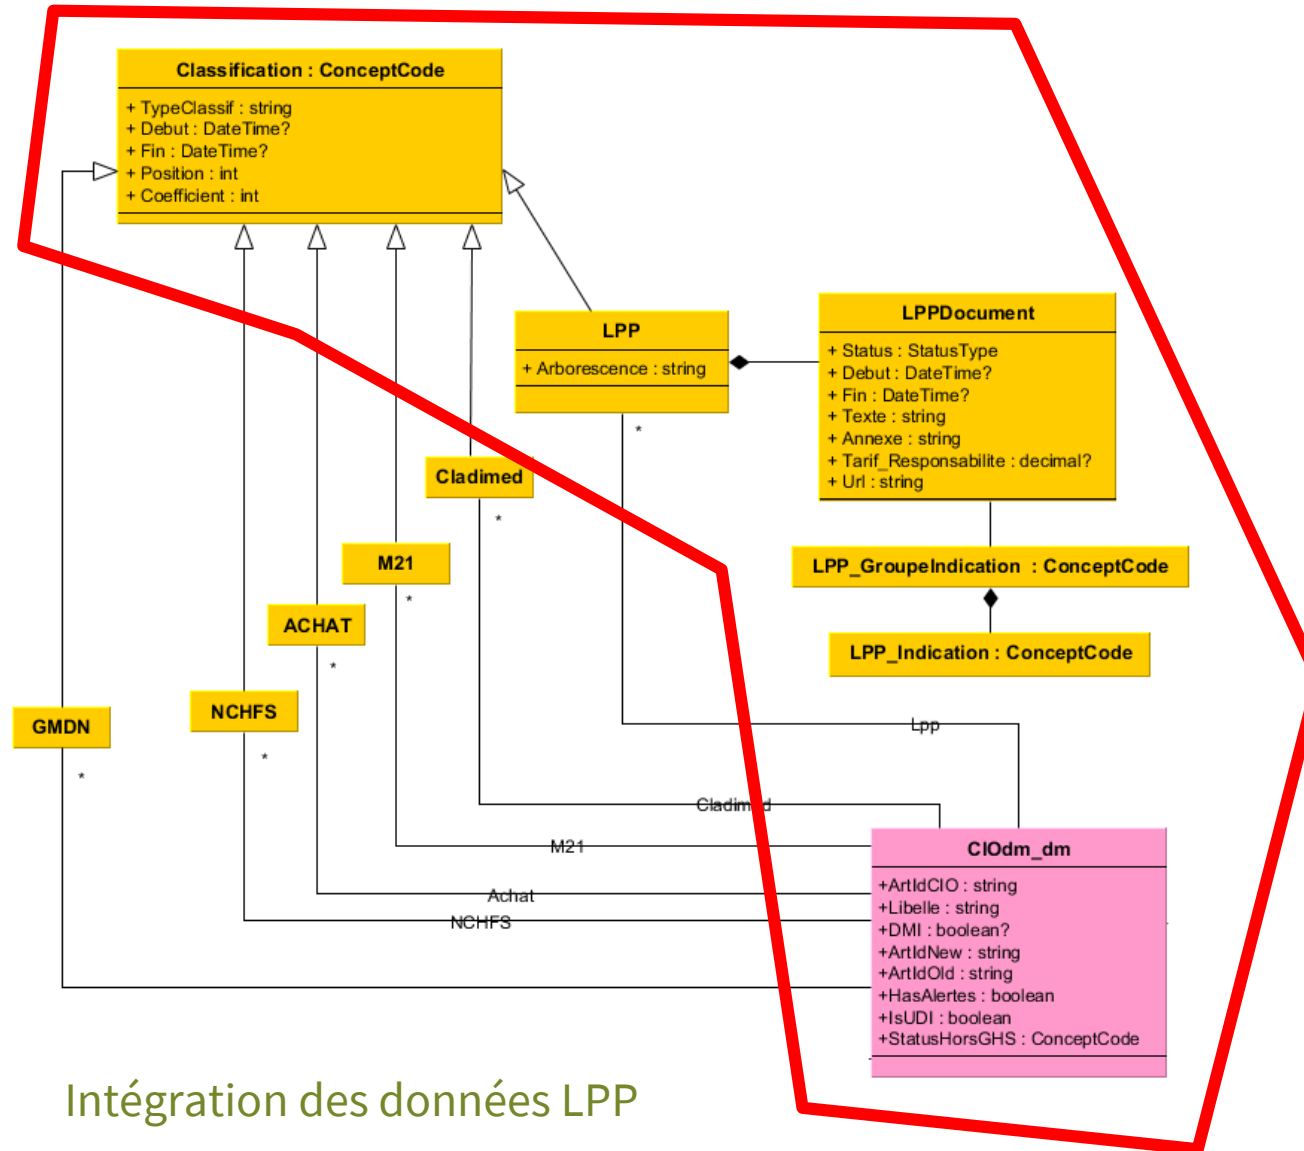 Classification : ConceptCode
+ TypeClassif : string
+ Debut : DateTime?
+ Fin : DateTime?
+ Position : int
+ Coefficient : int
LPP
+ Arborescence : string
*
LPPDocument
+ Status : StatusType
+ Debut : DateTime?
+ Fin : DateTime?
+ Texte : string
+ Annexe : string
+ Tarif_Responsabilite : decimal?
+ Url : string
Cladimed
*
M21
*
LPP_GroupeIndication : ConceptCode
ACHAT
*
LPP_Indication : ConceptCode
NCHFS
*
GMDN
*
Lpp
Cladimed
M21
Achat
NCHFS
CIOdm_dm
+ArtIdCIO : string
+Libelle : string
+DMI : boolean?
+ArtIdNew : string
+ArtIdOld : string
+HasAlertes : boolean
+IsUDI : boolean
+StatusHorsGHS : ConceptCode
Intégration des données LPP